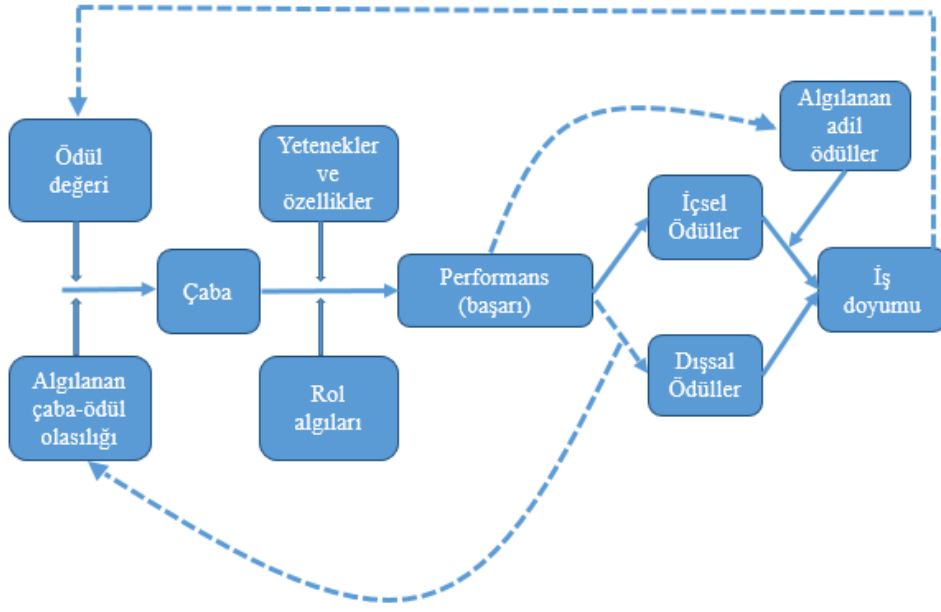 Ödül
değeri
Yetenekler
ve
özellikler
Algılanan
adil
ödüller
İçsel
Ödüller
Çaba
Performans
(başarı)
İş
doyumu
Algılanan
çaba-ödül
olasılığı
Rol
algıları
Dışsal
Ödüller